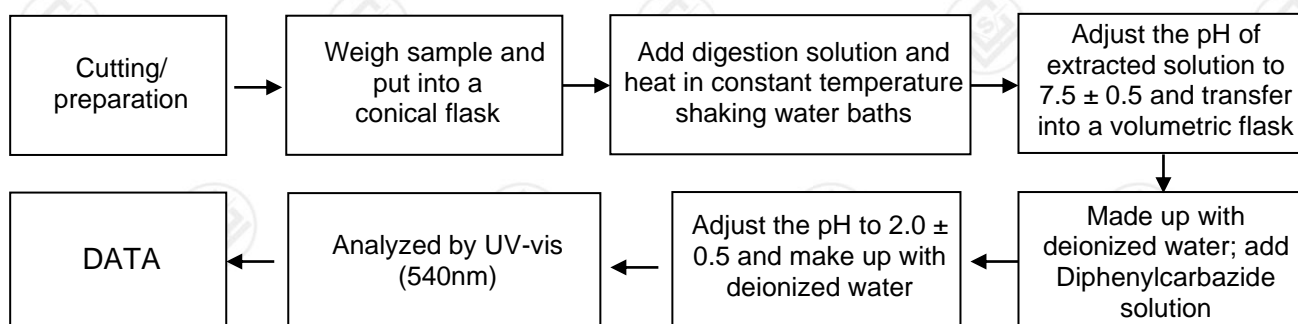 Cutting/
preparation
Weigh sample and
put into a
conical flask
Add digestion solution and
heat in constant temperature
shaking water baths
Adjust the pH of
extracted solution to
7.5 ± 0.5 and transfer
into a volumetric flask
Made up with
deionized water; add
Diphenylcarbazide
solution
Adjust the pH to 2.0 ±
0.5 and make up with
deionized water
Analyzed by UV-vis
(540nm)
DATA